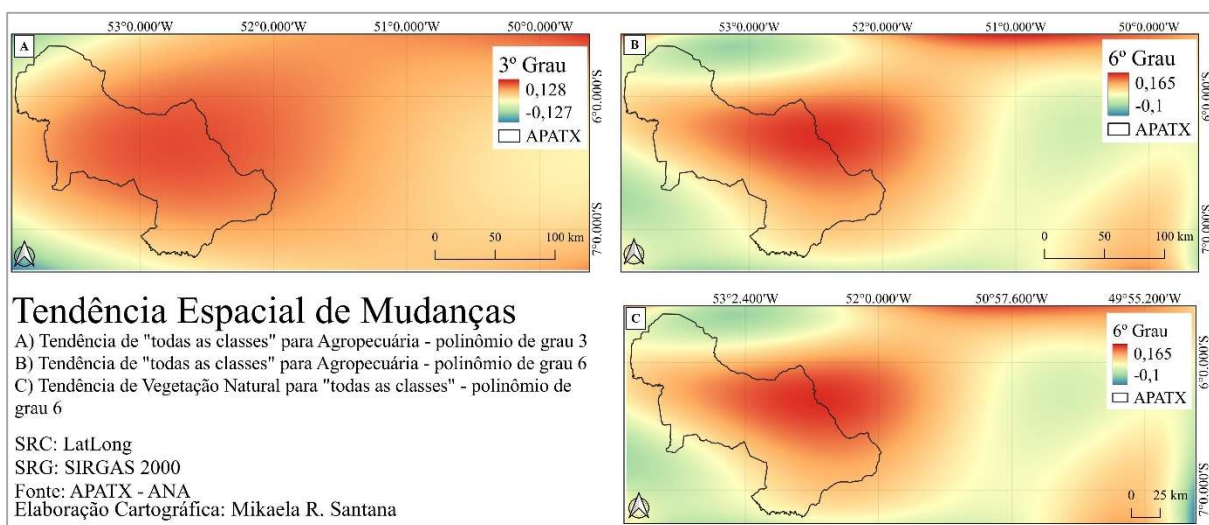 53°0.000'W 52°0.000'W 51°0.000'W 50°0.000'W
A
3º Grau
0,128
-0,127
APATX
6°0.000'S
7°0.000'S
0 50 100 km
53°0.000'W 52°0.000'W 51°0.000'W 50°0.000'W
B
6º Grau
0,165
-0,1
APATX
6°0.000'S
7°0.000'S
0 50 100 km
Tendência Espacial de Mudanças
A) Tendência de "todas as classes" para Agropecuária - polinômio de grau 3
B) Tendência de "todas as classes" para Agropecuária - polinômio de grau 6
C) Tendência de Vegetação Natural para "todas as classes" - polinômio de
grau 6
SRC: LatLong
SRG: SIRGAS 2000
Fonte: APATX - ANA
Elaboração Cartográfica: Mikaela R. Santana
53°2.400'W 52°0.000'W 50°57.600'W 49°55.200'W
C
6º Grau
0,165
-0,1
APATX
6°0.000'S
7°0.000'S
0 25 km